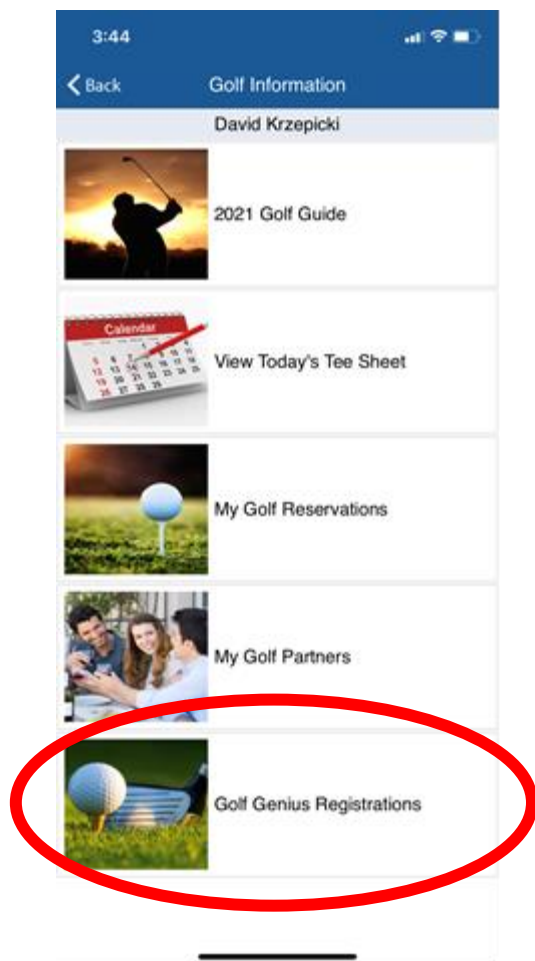 3:44
Back
Golf Information
David Krzepicki
2021 Golf Guide
Calendar
View Today's Tee Sheet
My Golf Reservations
My Golf Partners
Golf Genius Registrations